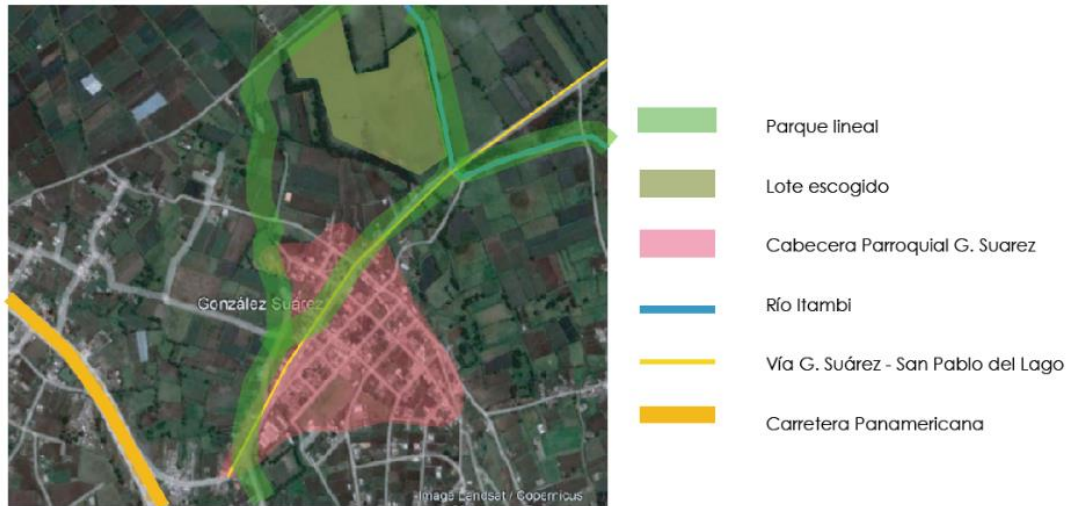 González Suárez
Image Landsat / Copernicus
Parque lineal
Lote escogido
Cabecera Parroquial G. Suarez
Río Itambi
Vía G. Suárez - San Pablo del Lago
Carretera Panamericana